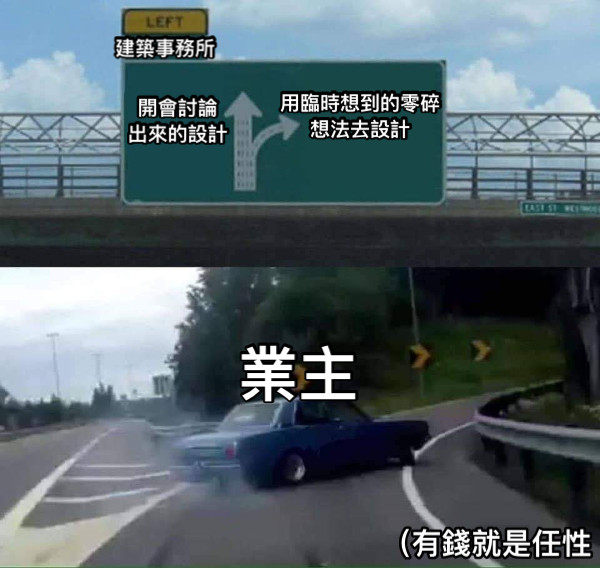 LEFT
建築事務所
開會討論
出來的設計
用臨時想到的零碎
想法去設計
業主
(有錢就是任性